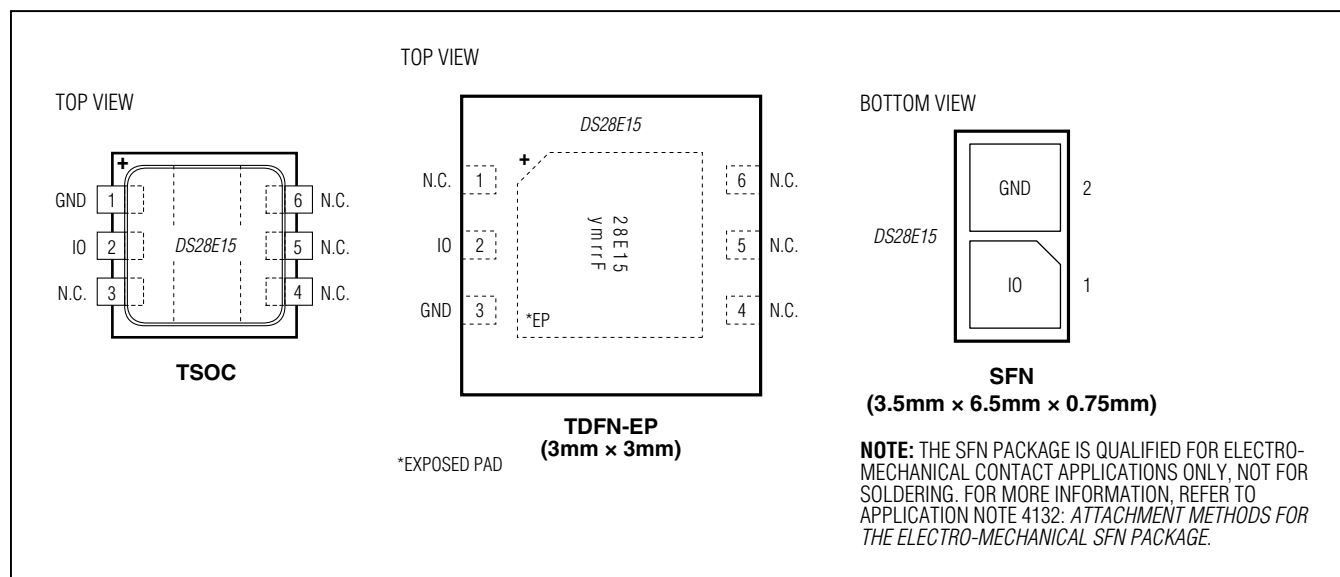 TOP VIEW
+
GND 1
6 N.C.
IO 2
DS28E15
5 N.C.
N.C. 3
4 N.C.
TSOC
TOP VIEW
DS28E15
+
N.C. 1
6 N.C.
28E15
ymrrF
IO 2
5 N.C.
GND 3
4 N.C.
*EP
TDFN-EP
(3mm × 3mm)
*EXPOSED PAD
BOTTOM VIEW
GND 2
DS28E15
IO 1
SFN
(3.5mm × 6.5mm × 0.75mm)
NOTE: THE SFN PACKAGE IS QUALIFIED FOR ELECTRO-
MECHANICAL CONTACT APPLICATIONS ONLY, NOT FOR
SOLDERING. FOR MORE INFORMATION, REFER TO
APPLICATION NOTE 4132: ATTACHMENT METHODS FOR
THE ELECTRO-MECHANICAL SFN PACKAGE.